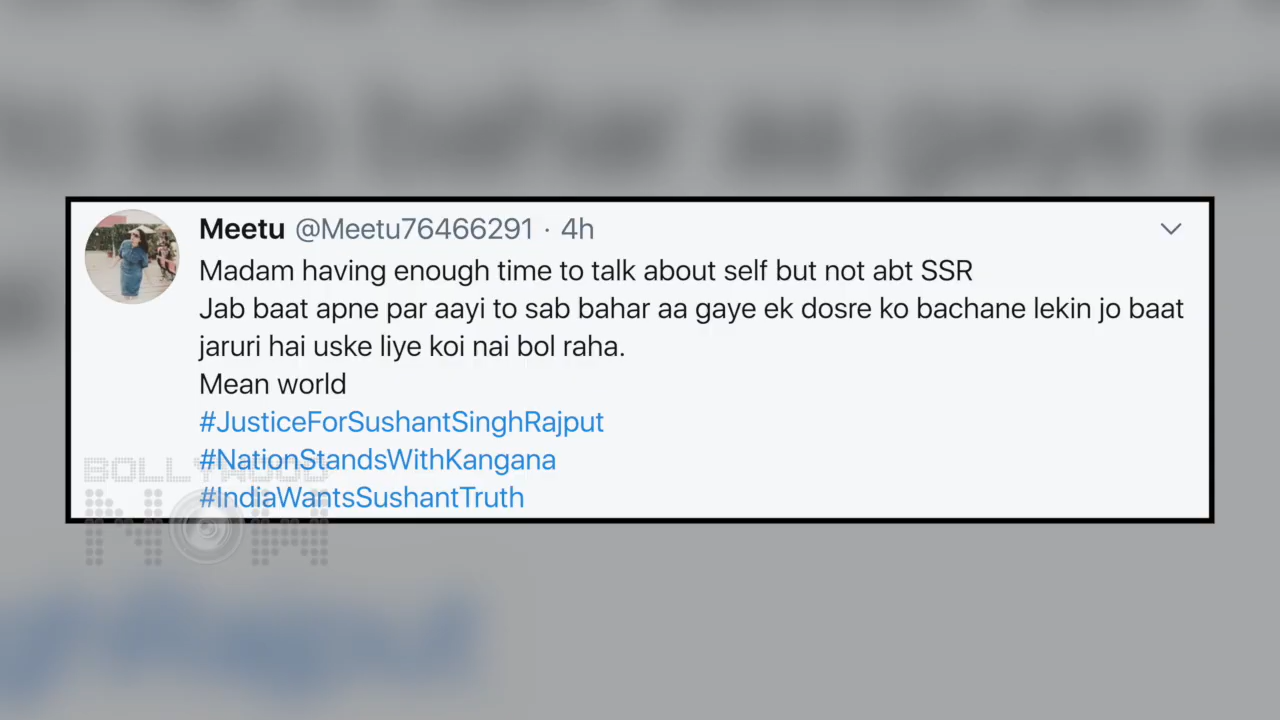 Meetu @Meetu76466291 · 4h
Madam having enough time to talk about self but not abt SSR
Jab baat apne par aayi to sab bahar aa gaye ek dosre ko bachane lekin jo baat
jaruri hai uske liye koi nai bol raha.
Mean world
#JusticeForSushantSinghRajput
#NationStandsWithKangana
#IndiaWantsSushantTruth
BOLLYWOOD
NOW